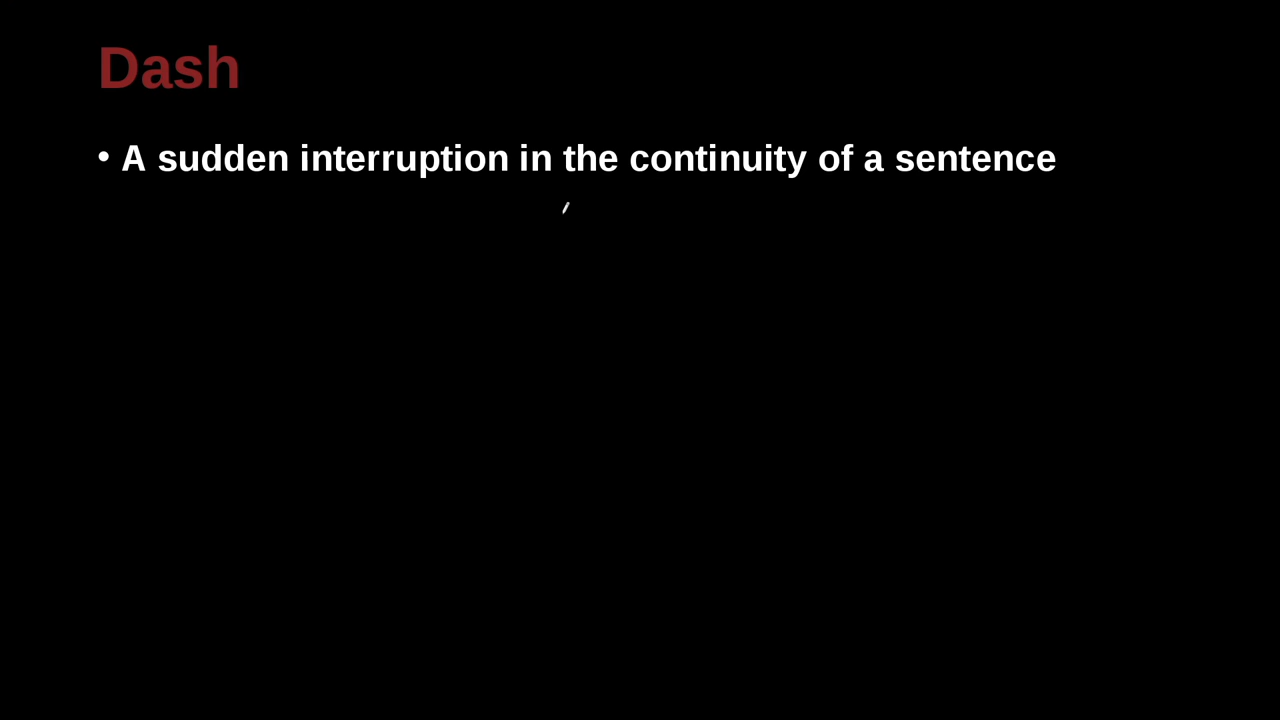 Dash
• A sudden interruption in the continuity of a sentence